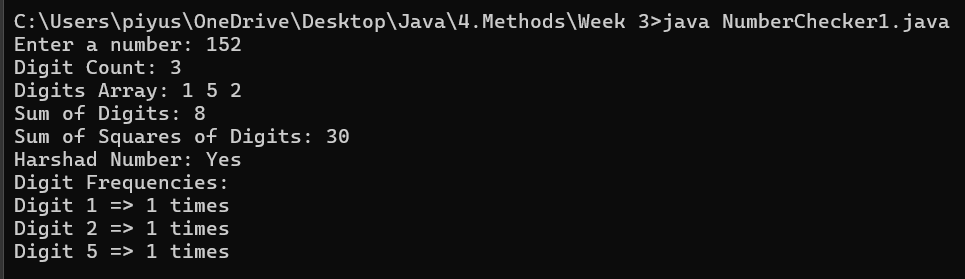 C:\Users\piyus\OneDrive\Desktop\Java\4.Methods\Week 3>java NumberChecker1.java
Enter a number: 152
Digit Count: 3
Digits Array: 1 5 2
Sum of Digits: 8
Sum of Squares of Digits: 30
Harshad Number: Yes
Digit Frequencies:
Digit 1 => 1 times
Digit 2 => 1 times
Digit 5 => 1 times